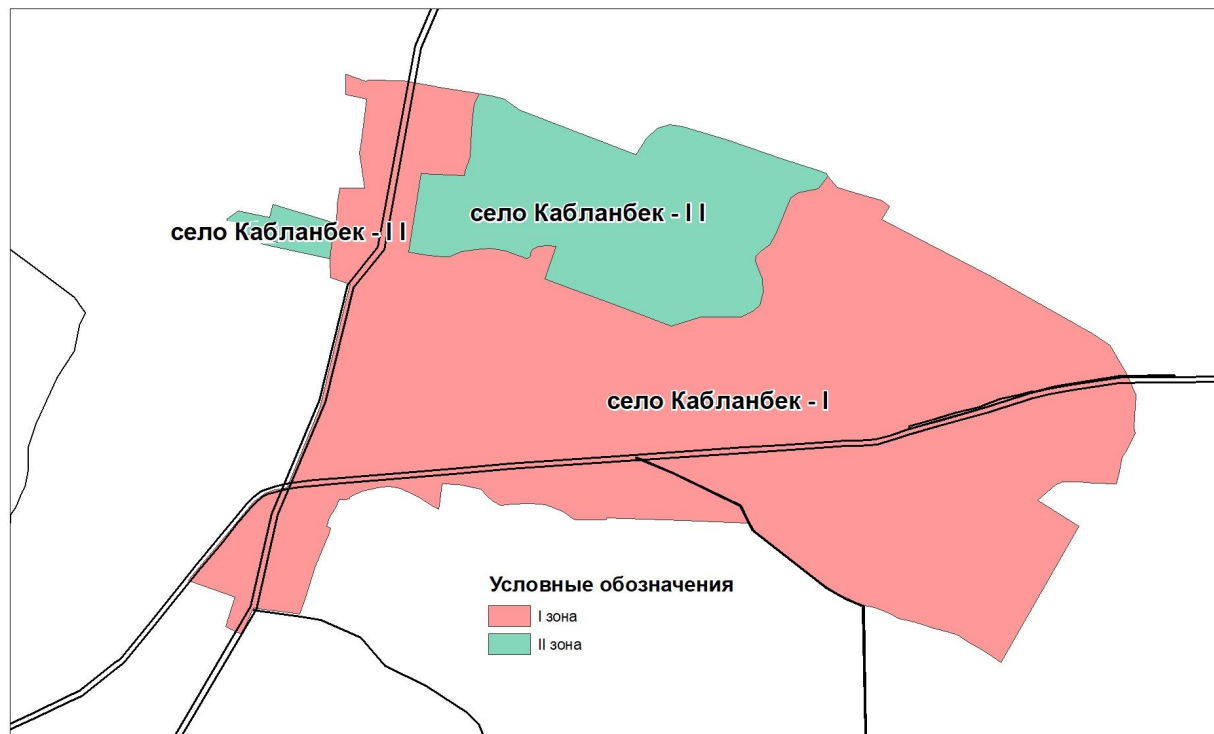 село Кабланбек - I I
село Кабланбек - I I
село Кабланбек - I
Условные обозначения
I зона
II зона